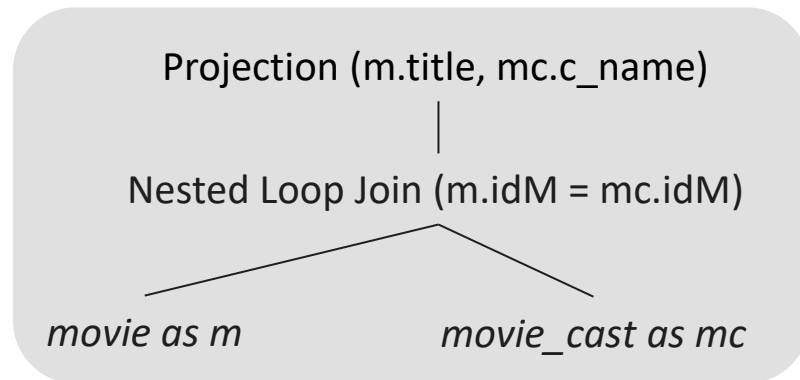 Projection (m.title, mc.c_name)
Nested Loop Join (m.idM = mc.idM)
movie as m
movie_cast as mc